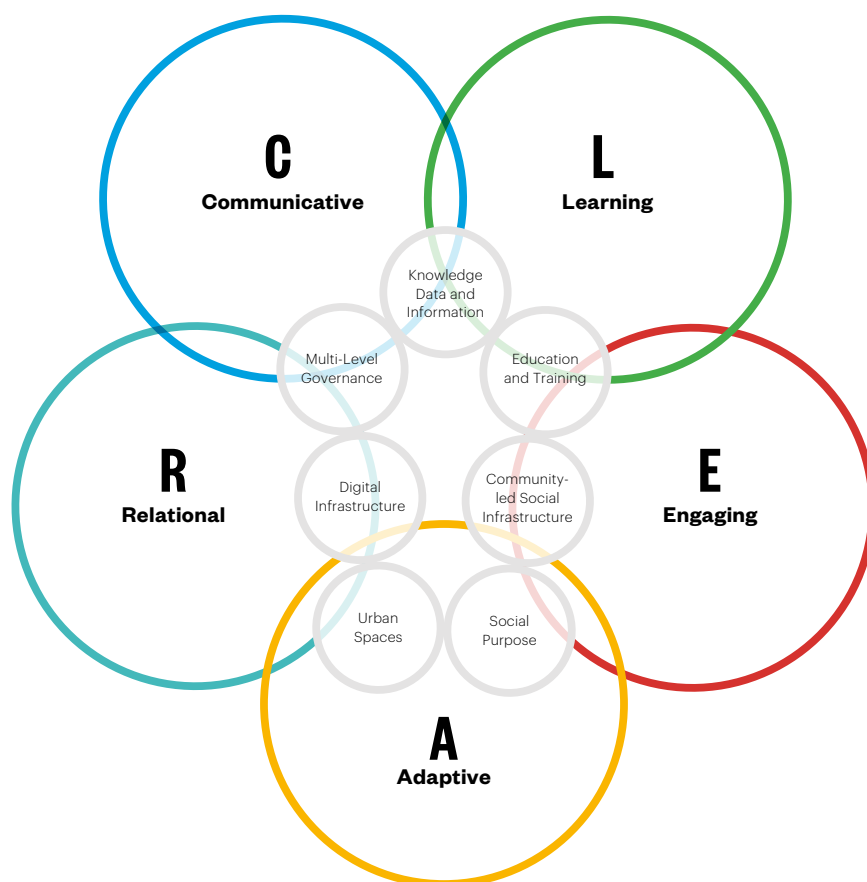 C
Communicative
L
Learning
Knowledge
Data and
Information
Multi-Level
Governance
Education
and Training
R
Relational
Digital
Infrastructure
Community-
led Social
Infrastructure
E
Engaging
Urban
Spaces
Social
Purpose
A
Adaptive